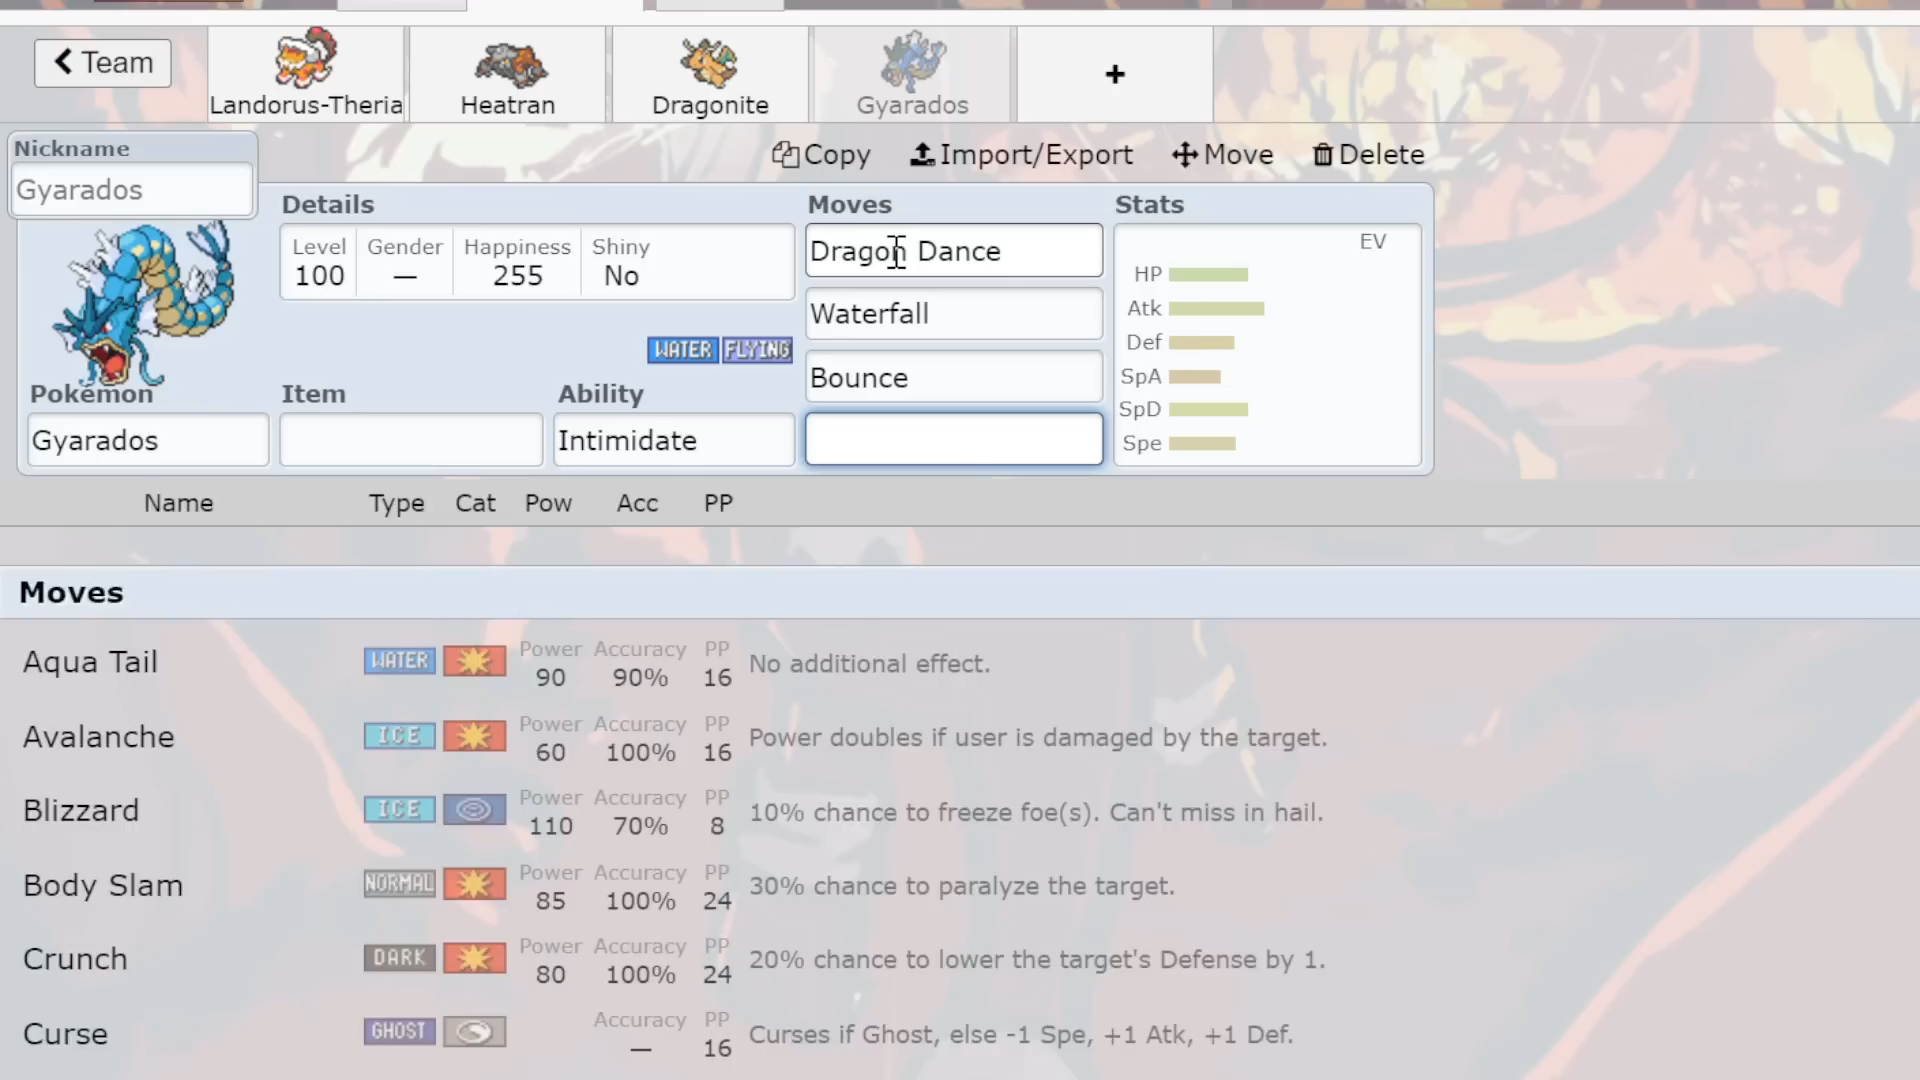 Team
Landorus-Theria
Heatran
Dragonite
Gyarados
+
Nickname
Gyarados
Copy
Import/Export
Move
Delete
Details
Moves
Stats
Level
Gender
Happiness
Shiny
100
—
255
No
Dragon Dance
Waterfall
Bounce
EV
HP
Atk
Def
SpA
SpD
Spe
WATER FLYING
Pokémon
Item
Ability
Gyarados
Intimidate
Name Type Cat Pow Acc PP
Moves
Aqua Tail WATER Power 90 Accuracy 90% PP 16 No additional effect.
Avalanche ICE Power 60 Accuracy 100% PP 16 Power doubles if user is damaged by the target.
Blizzard ICE Power 110 Accuracy 70% PP 8 10% chance to freeze foe(s). Can't miss in hail.
Body Slam NORMAL Power 85 Accuracy 100% PP 24 30% chance to paralyze the target.
Crunch DARK Power 80 Accuracy 100% PP 24 20% chance to lower the target's Defense by 1.
Curse GHOST Accuracy — PP 16 Curses if Ghost, else -1 Spe, +1 Atk, +1 Def.